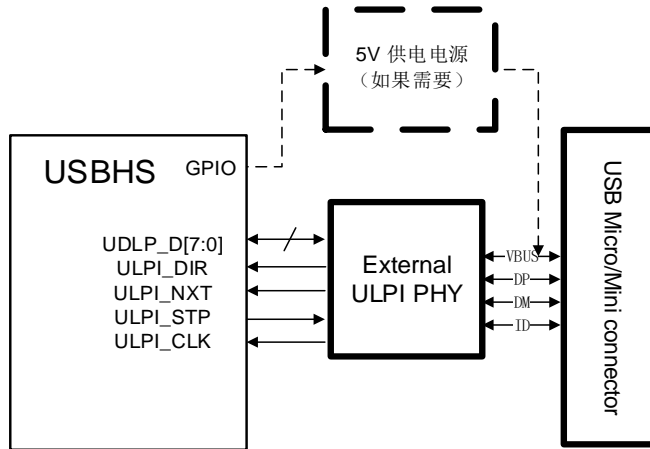 5V 供电电源
（如果需要）
USBHS
GPIO
UDLP_D[7:0]
ULPI_DIR
ULPI_NXT
ULPI_STP
ULPI_CLK
External
ULPI PHY
VBUS
DP
DM
ID
USB Micro/Mini connector